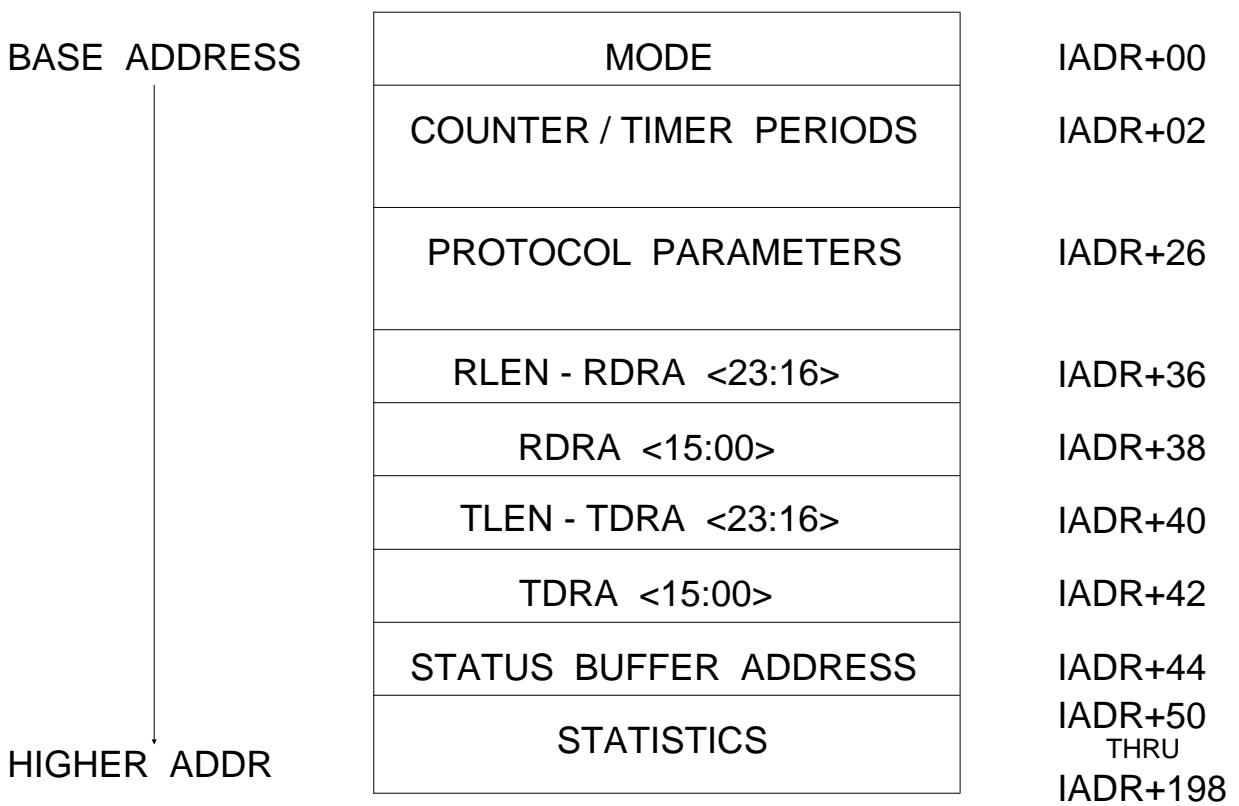 BASE ADDRESS MODE IADR+00
COUNTER / TIMER PERIODS IADR+02
PROTOCOL PARAMETERS IADR+26
RLEN - RDRA <23:16> IADR+36
RDRA <15:00> IADR+38
TLEN - TDRA <23:16> IADR+40
TDRA <15:00> IADR+42
STATUS BUFFER ADDRESS IADR+44
STATISTICS IADR+50
THRU
HIGHER ADDR IADR+198